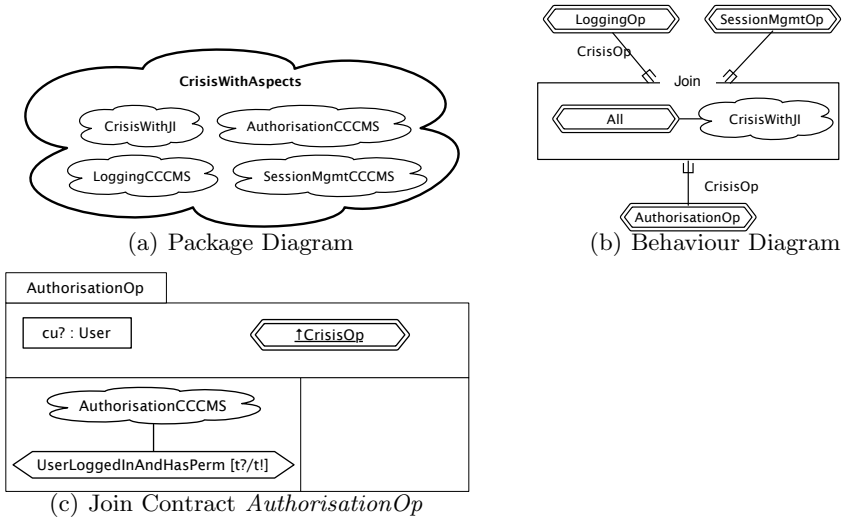 CrisisWithAspects
CrisisWithJI
AuthorisationCCCMS
LoggingCCCMS
SessionMgmtCCCMS
(a) Package Diagram
LoggingOp
SessionMgmtOp
CrisisOp
Join
All
CrisisWithJI
CrisisOp
AuthorisationOp
(b) Behaviour Diagram
AuthorisationOp
cu? : User
↑CrisisOp
AuthorisationCCCMS
UserLoggedInAndHasPerm [t?/t!]
(c) Join Contract AuthorisationOp